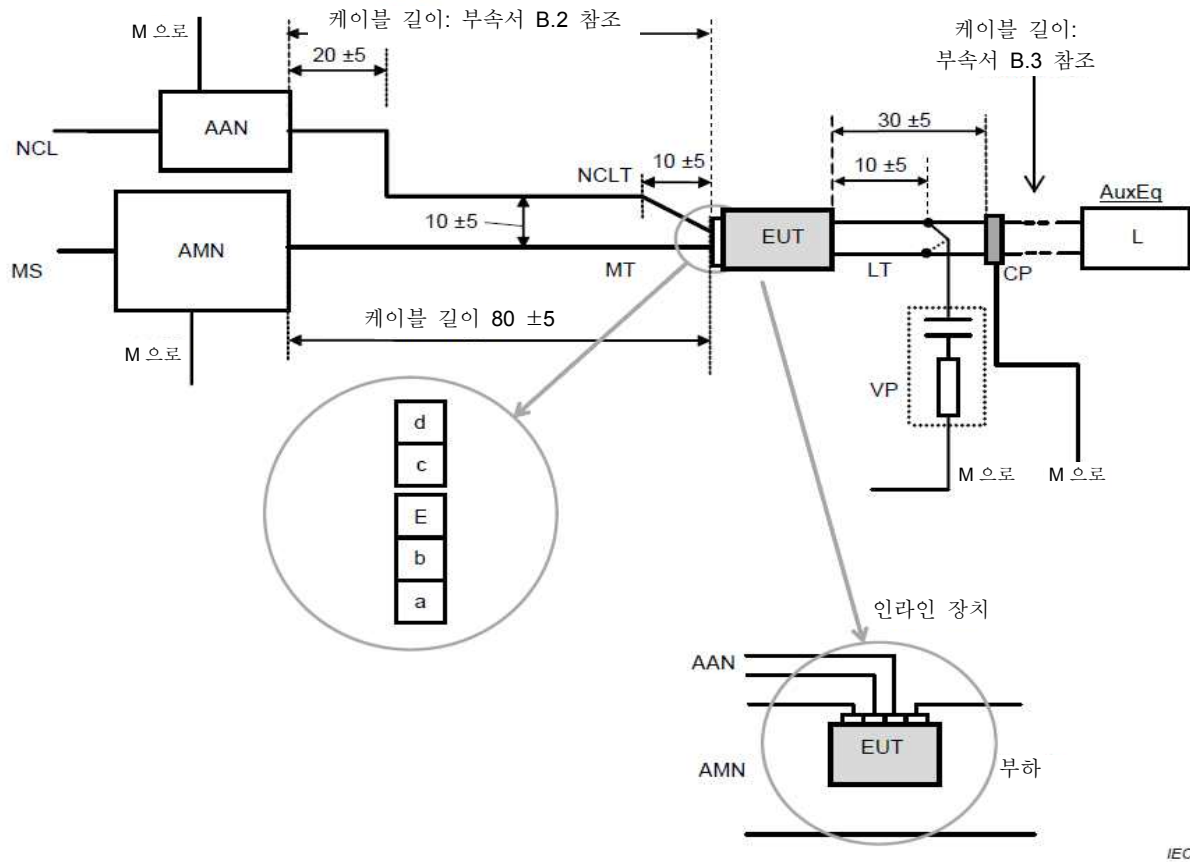 케이블 길이: 부속서 B.2 참조
M 으로
20 ±5
AAN
NCL
NCLT
10 ±5
10 ±5
AMN
MS
MT
케이블 길이 80 ±5
M 으로
케이블 길이:
부속서 B.3 참조
30 ±5
10 ±5
AuxEq
EUT
L
LT
CP
VP
M 으로
M 으로
d
c
E
b
a
인라인 장치
AAN
EUT
AMN
부하
IEC